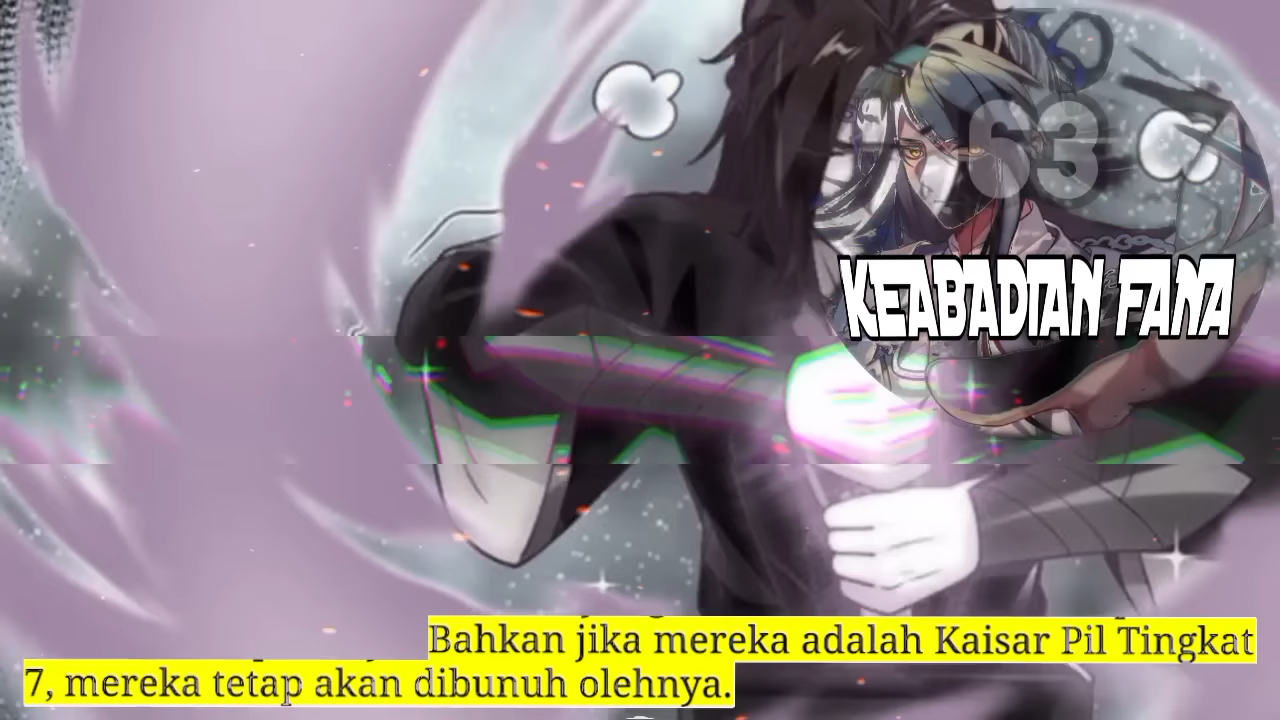 63
KEABADIAN FANA
Bahkan jika mereka adalah Kaisar Pil Tingkat
7, mereka tetap akan dibunuh olehnya.